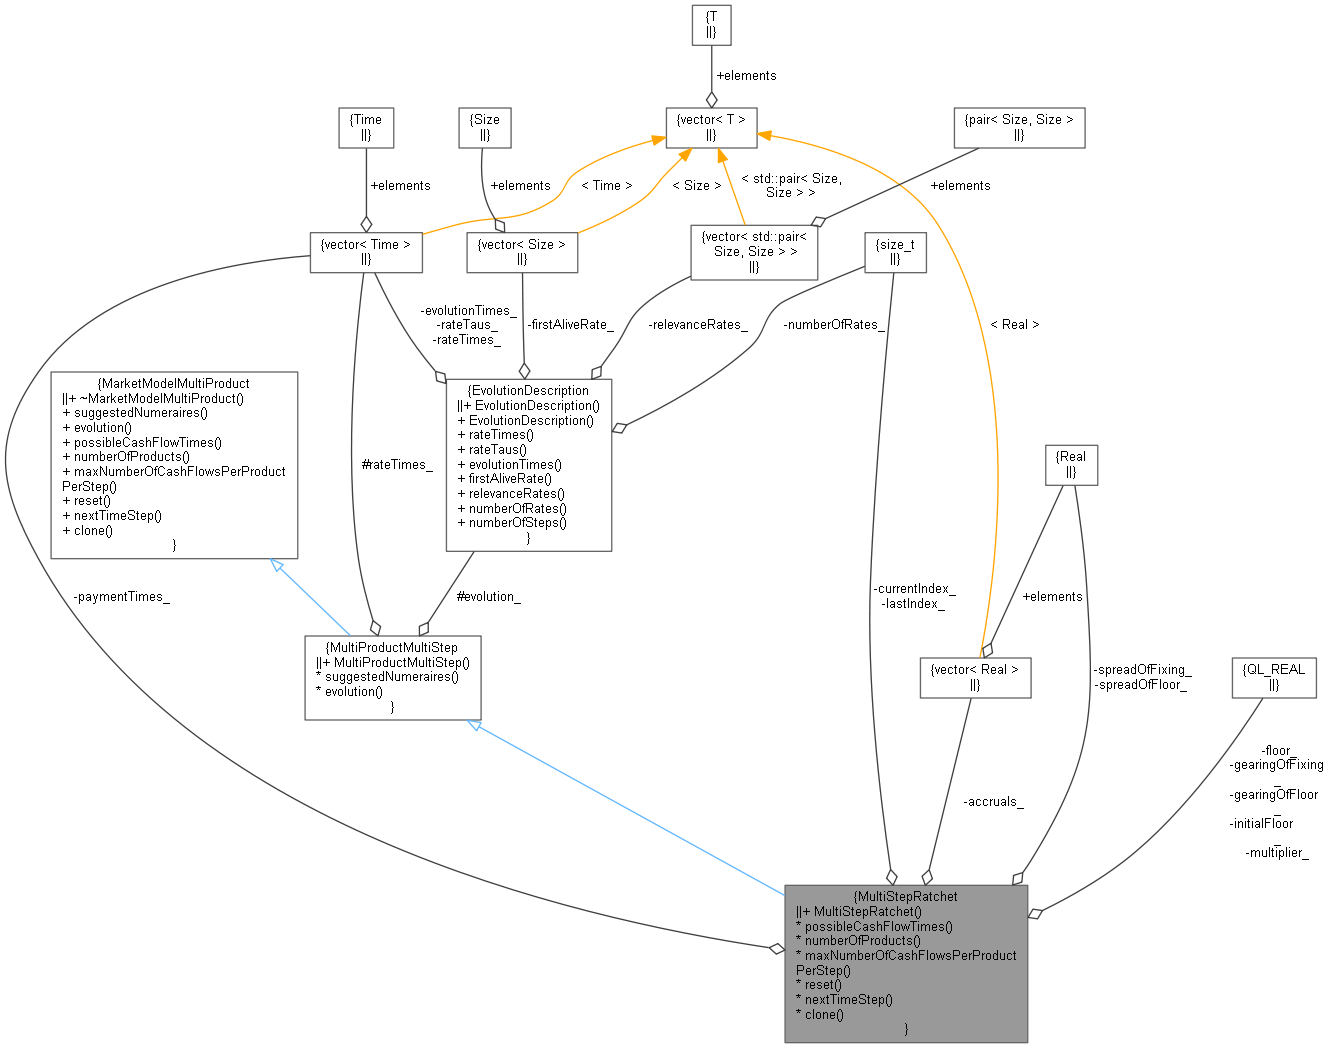 {T
||}
+elements
{Time
||}
{Size
||}
{vector< T >
||}
{pair< Size, Size >
||}
+elements
+elements
< Time >
< Size >
< std::pair< Size,
Size > >
+elements
{vector< Time >
||}
{vector< Size >
||}
{vector< std::pair<
Size, Size > >
||}
{size_t
||}
-evolutionTimes_
-rateTaus_
-rateTimes_
-firstAliveRate_
-relevanceRates_
-numberOfRates_
< Real >
{MarketModelMultiProduct
||+ ~MarketModelMultiProduct()
+ suggestedNumeraires()
+ evolution()
+ possibleCashFlowTimes()
+ numberOfProducts()
+ maxNumberOfCashFlowsPerProduct
PerStep()
+ reset()
+ nextTimeStep()
+ clone()
}
#rateTimes_
{EvolutionDescription
||+ EvolutionDescription()
+ EvolutionDescription()
+ rateTimes()
+ rateTaus()
+ evolutionTimes()
+ firstAliveRate()
+ relevanceRates()
+ numberOfRates()
+ numberOfSteps()
}
{Real
||}
-paymentTimes_
#evolution_
-currentIndex_
-lastIndex_
+elements
{MultiProductMultiStep
||+ MultiProductMultiStep()
* suggestedNumeraires()
* evolution()
}
{vector< Real >
||}
-spreadOfFixing_
-spreadOfFloor_
{QL_REAL
||}
-floor_
-gearingOfFixing
_
-gearingOfFloor
_
-initialFloor
_
-multiplier_
-accruals_
{MultiStepRatchet
||+ MultiStepRatchet()
* possibleCashFlowTimes()
* numberOfProducts()
* maxNumberOfCashFlowsPerProduct
PerStep()
* reset()
* nextTimeStep()
* clone()
}